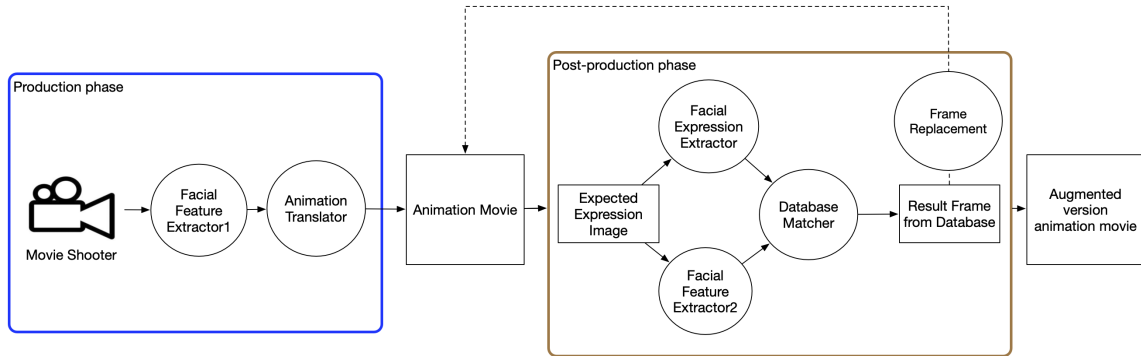 Production phase
Movie Shooter
Facial
Feature
Extractor1
Animation
Translator
Animation Movie
Post-production phase
Expected
Expression
Image
Facial
Expression
Extractor
Facial
Feature
Extractor2
Database
Matcher
Frame
Replacement
Result Frame
from Database
Augmented
version
animation movie